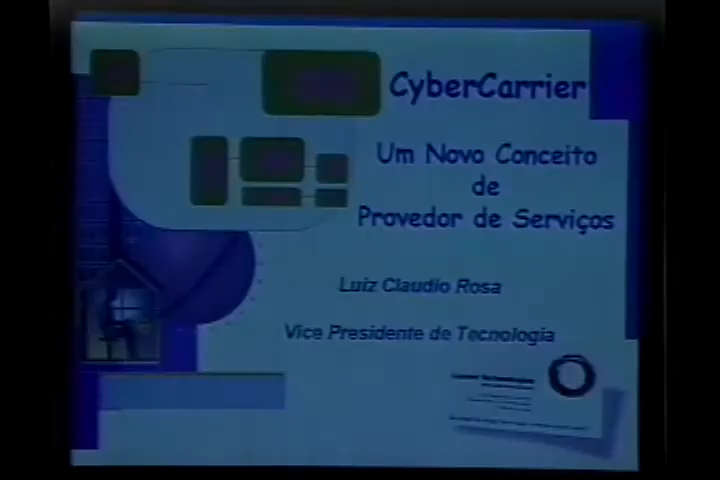 CyberCarrier
Um Novo Conceito
de
Provedor de Serviços
Luiz Claudio Rosa
Vice Presidente de Tecnologia